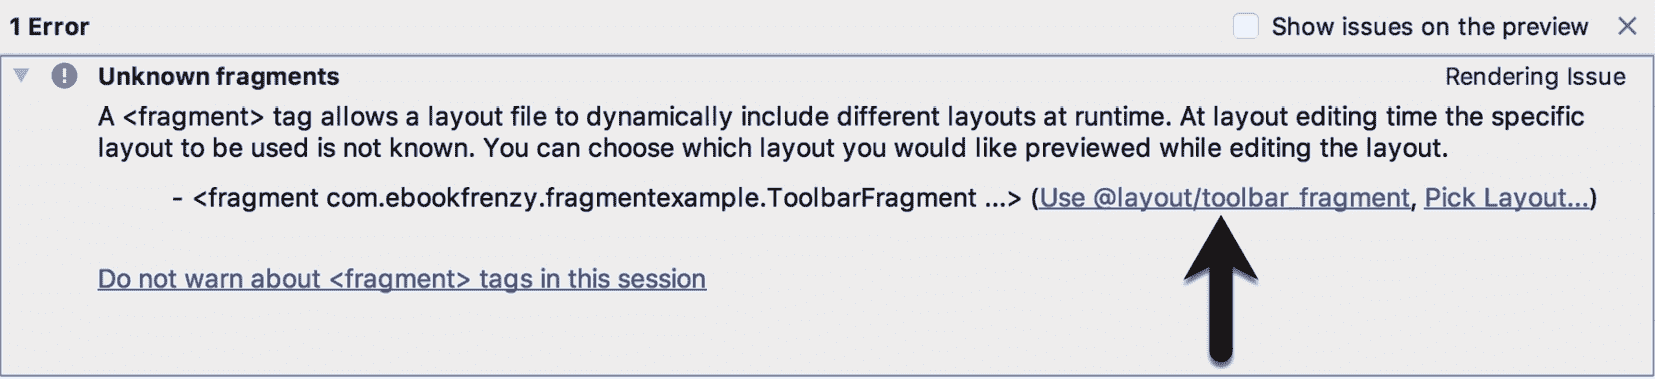 1 Error
Show issues on the preview
Unknown fragments
Rendering Issue
A <fragment> tag allows a layout file to dynamically include different layouts at runtime. At layout editing time the specific
layout to be used is not known. You can choose which layout you would like previewed while editing the layout.
- <fragment com.ebookfrenzy.fragmentexample.ToolbarFragment ...> (Use @layout/toolbar_fragment, Pick Layout...)
Do not warn about <fragment> tags in this session